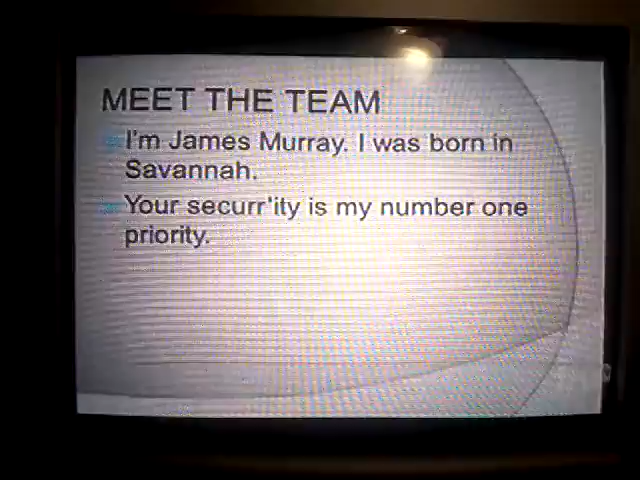 MEET THE TEAM
I'm James Murray. I was born in
Savannah.
Your securr'ity is my number one
priority.